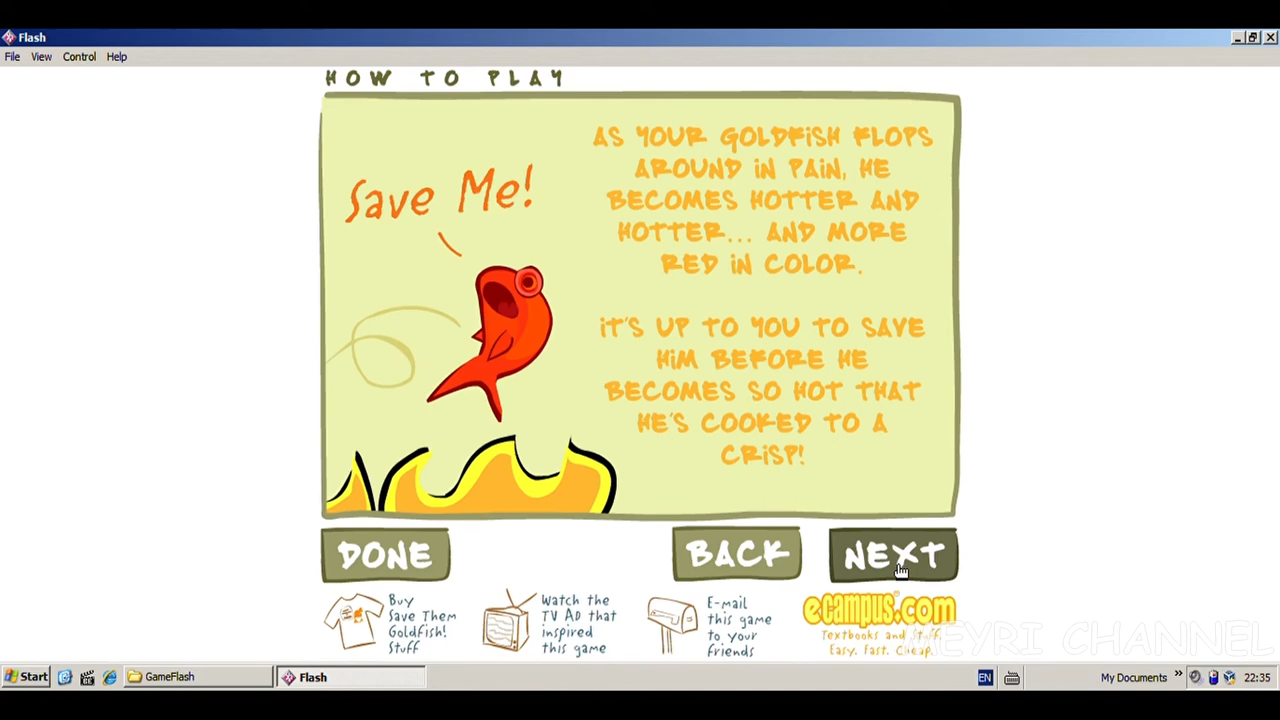 Flash
File View Control Help
HOW TO PLAY
Save Me!
AS YOUR GOLDFISH FLOPS
AROUND IN PAIN, HE
BECOMES HOTTER AND
HOTTER... AND MORE
RED IN COLOR.
IT'S UP TO YOU TO SAVE
HIM BEFORE HE
BECOMES SO HOT THAT
HE'S COOKED TO A
CRISP!
DONE
BACK
NEXT
Buy
Save Them
Goldfish!
Stuff
Watch the
TV Ad that
inspired
this game
E-mail
this game
to your
friends
ecampus.com
Textbooks and Stuff.
Easy. Fast. Cheap.
MEYRI CHANNEL
Start GameFlash Flash EN My Documents » 22:35